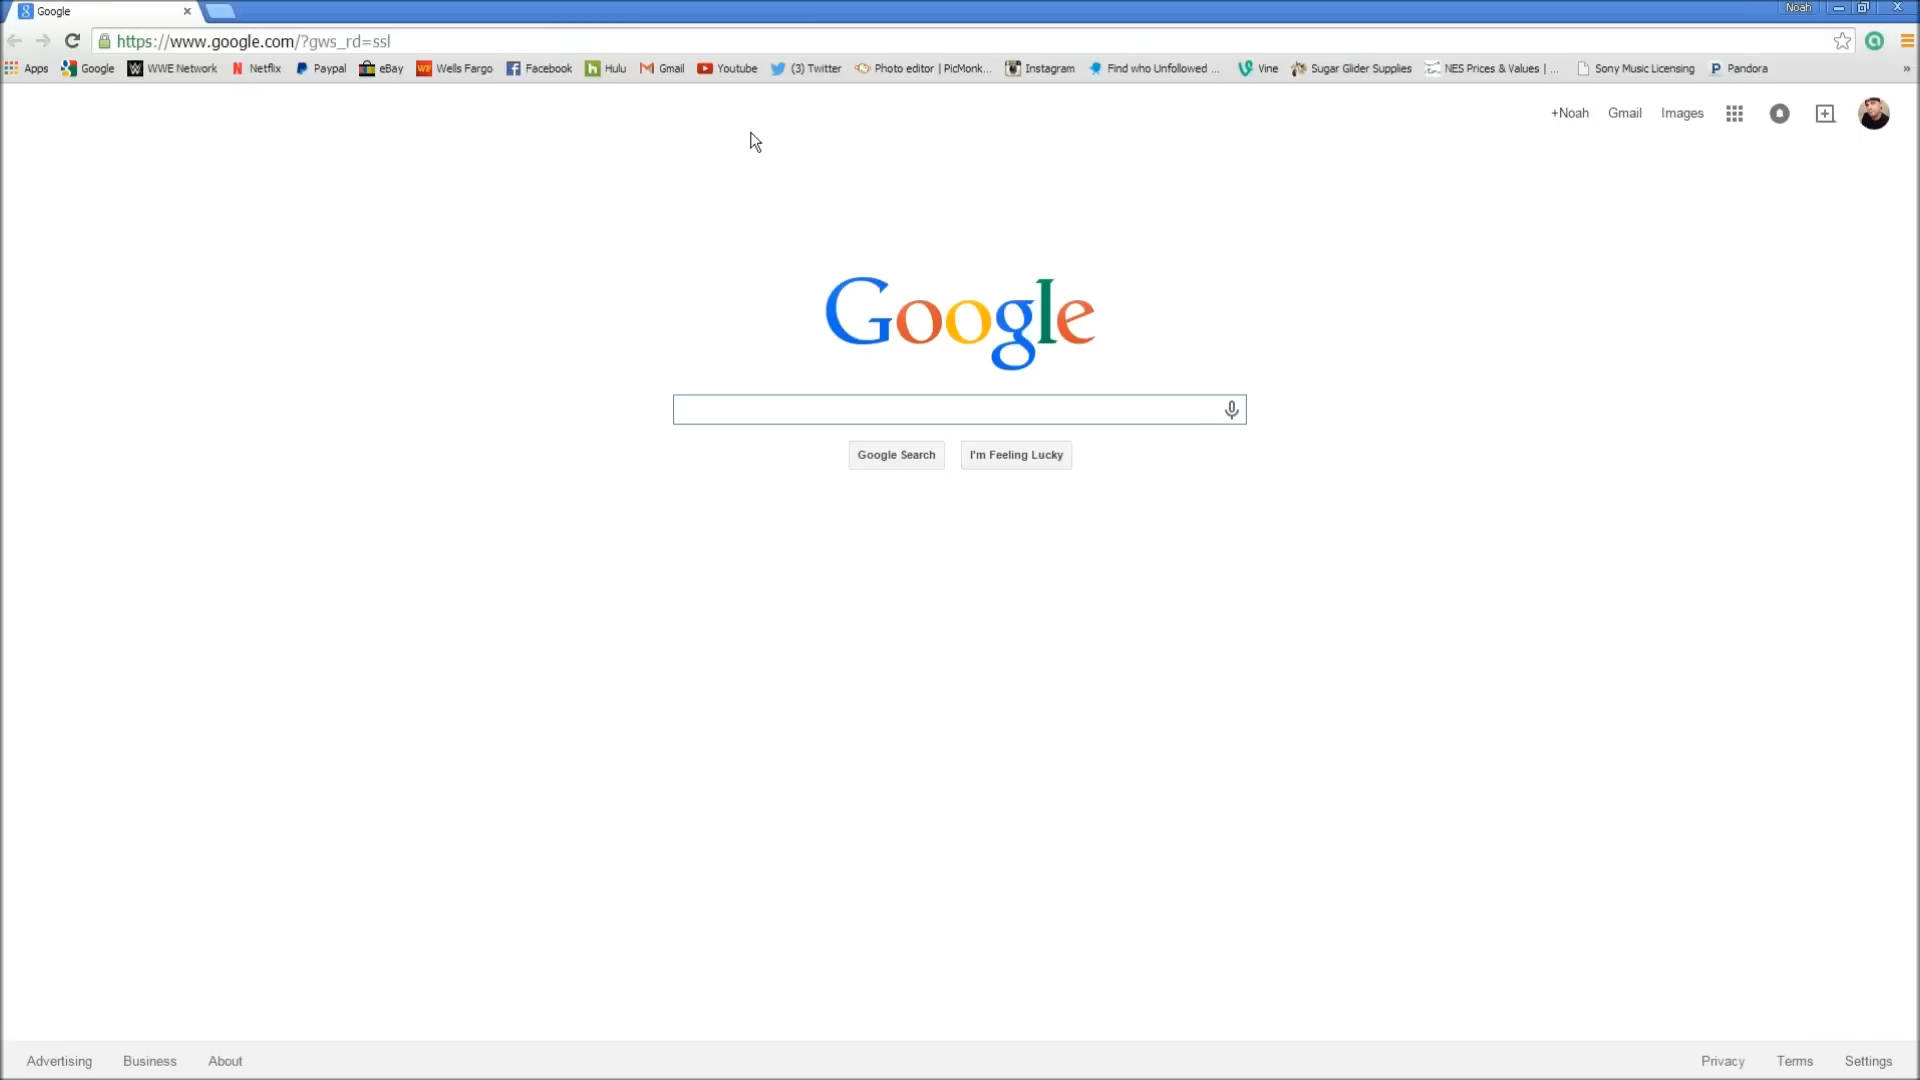 Google
Noah
https://www.google.com/?gws_rd=ssl
Apps Google WWE Network Netflix Paypal eBay Wells Fargo Facebook Hulu Gmail Youtube (3) Twitter Photo editor | PicMonk... Instagram Find who Unfollowed ... Vine Sugar Glider Supplies NES Prices & Values | ... Sony Music Licensing Pandora »
+Noah Gmail Images
Google
Google Search I'm Feeling Lucky
Advertising Business About Privacy Terms Settings